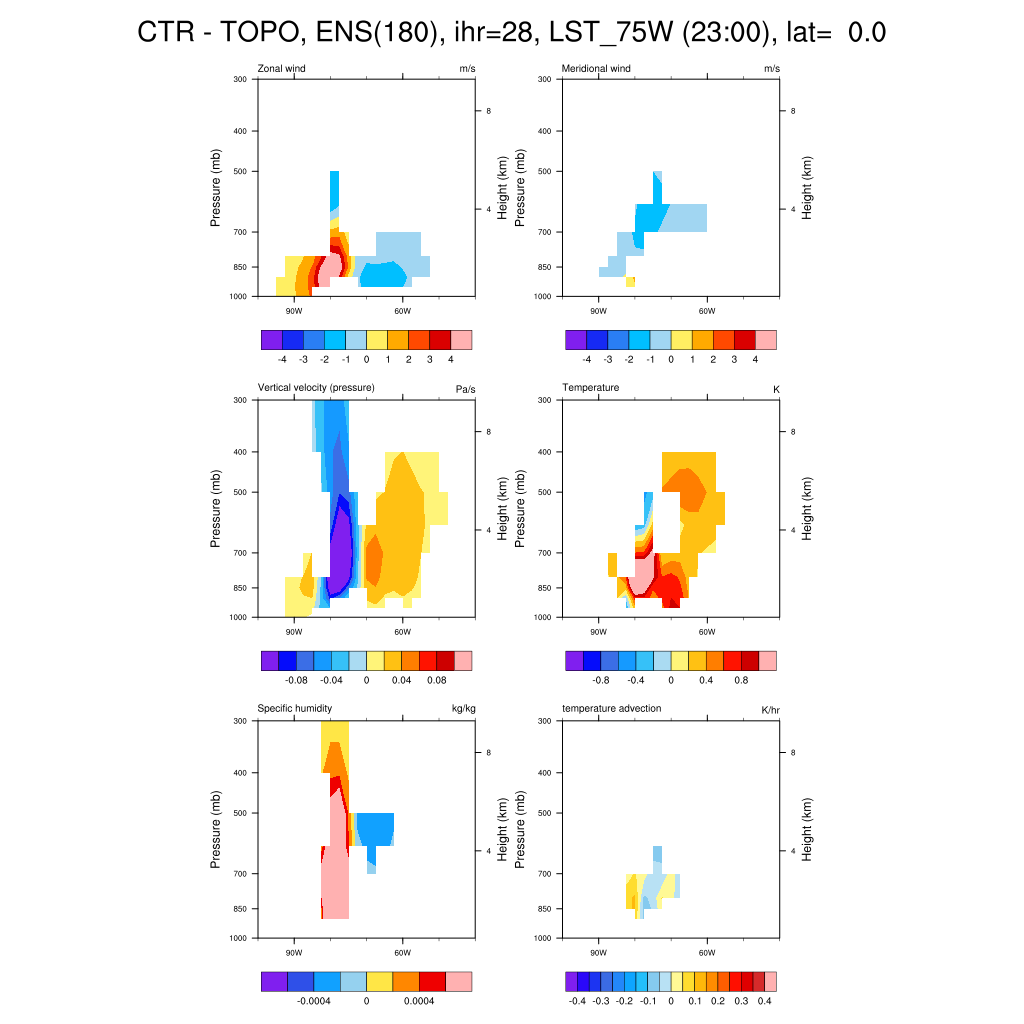 CTR - TOPO, ENS(180), ihr=28, LST_75W (23:00), lat= 0.0
Zonal wind m/s
Pressure (mb)
Height (km)
300
400
500
700
850
1000
8
4
90W 60W
-4 -3 -2 -1 0 1 2 3 4
Meridional wind m/s
Pressure (mb)
Height (km)
300
400
500
700
850
1000
8
4
90W 60W
-4 -3 -2 -1 0 1 2 3 4
Vertical velocity (pressure) Pa/s
Pressure (mb)
Height (km)
300
400
500
700
850
1000
8
4
90W 60W
-0.08 -0.04 0 0.04 0.08
Temperature K
Pressure (mb)
Height (km)
300
400
500
700
850
1000
8
4
90W 60W
-0.8 -0.4 0 0.4 0.8
Specific humidity kg/kg
Pressure (mb)
Height (km)
300
400
500
700
850
1000
8
4
90W 60W
-0.0004 0 0.0004
temperature advection K/hr
Pressure (mb)
Height (km)
300
400
500
700
850
1000
8
4
90W 60W
-0.4 -0.3 -0.2 -0.1 0 0.1 0.2 0.3 0.4